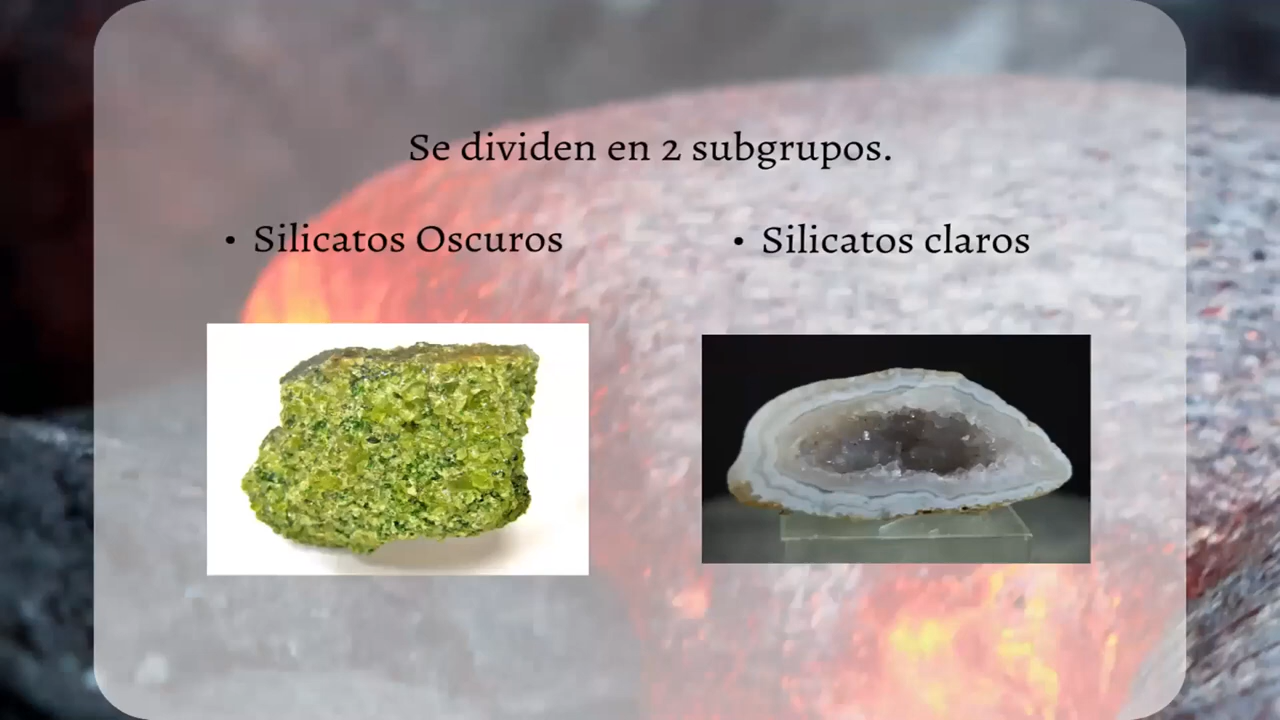 Se dividen en 2 subgrupos.
• Silicatos Oscuros
• Silicatos claros